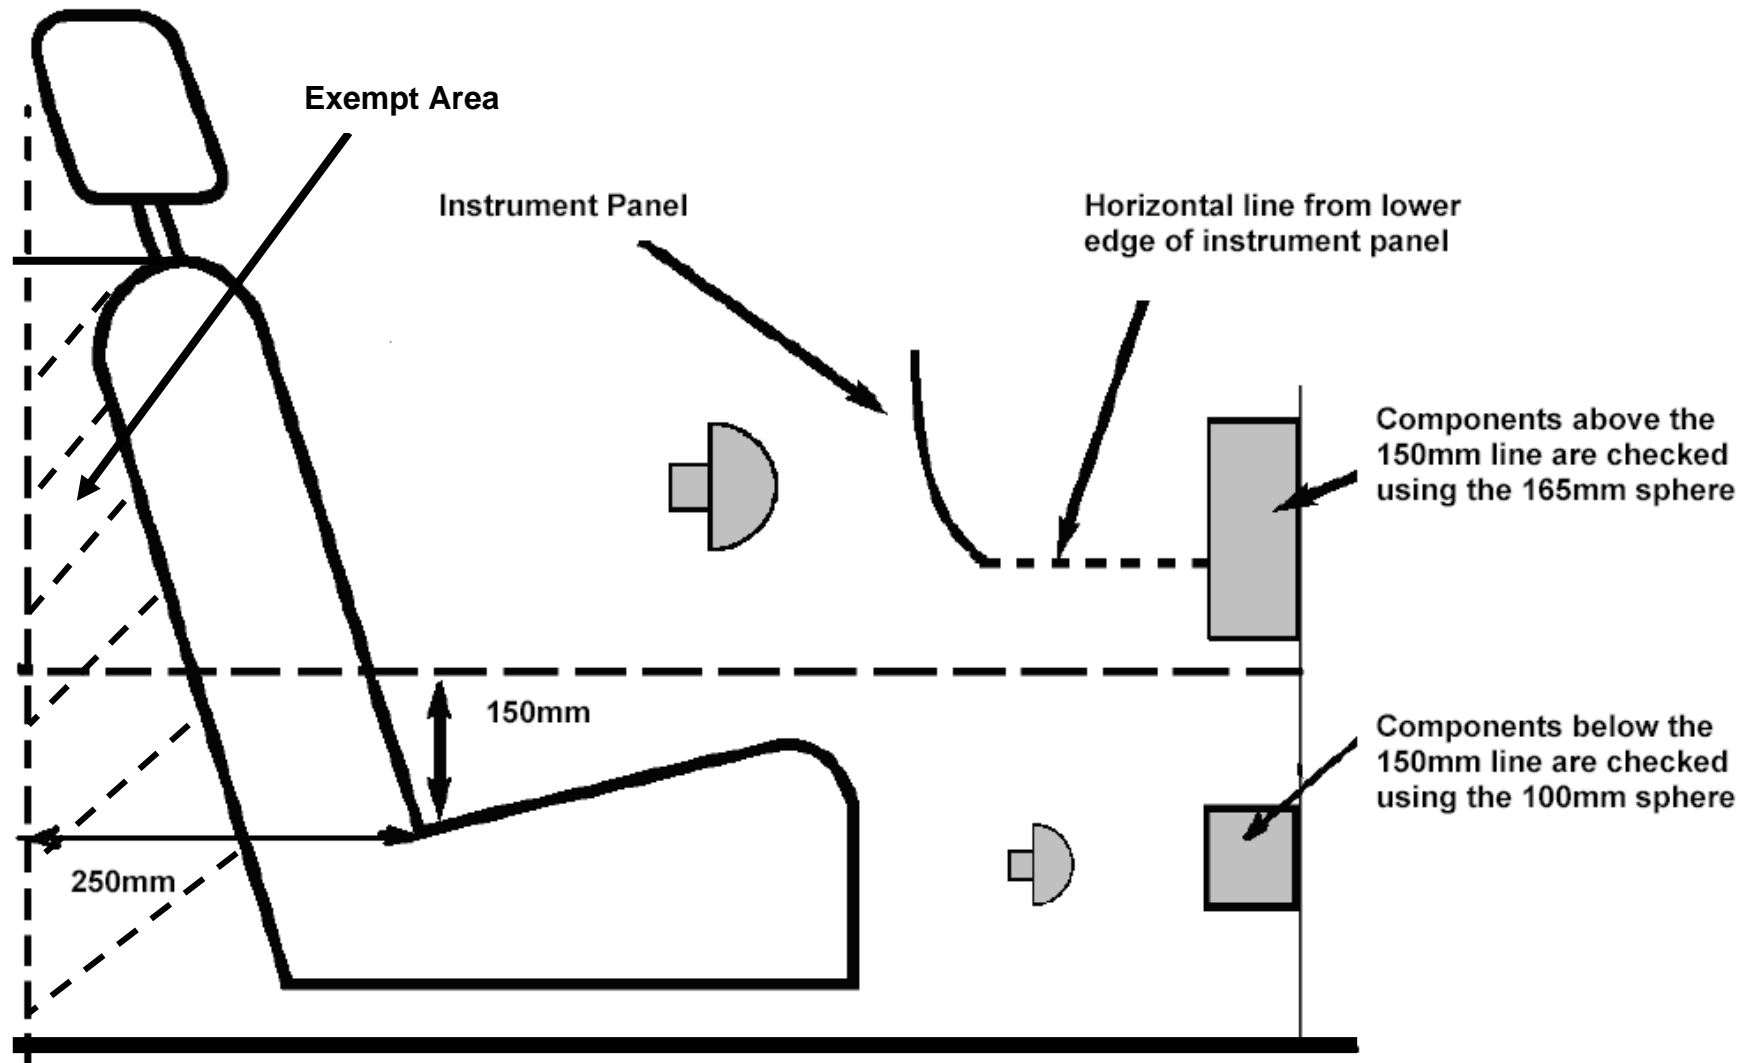 Exempt Area
Instrument Panel
Horizontal line from lower
edge of instrument panel
Components above the
150mm line are checked
using the 165mm sphere
150mm
Components below the
150mm line are checked
using the 100mm sphere
250mm